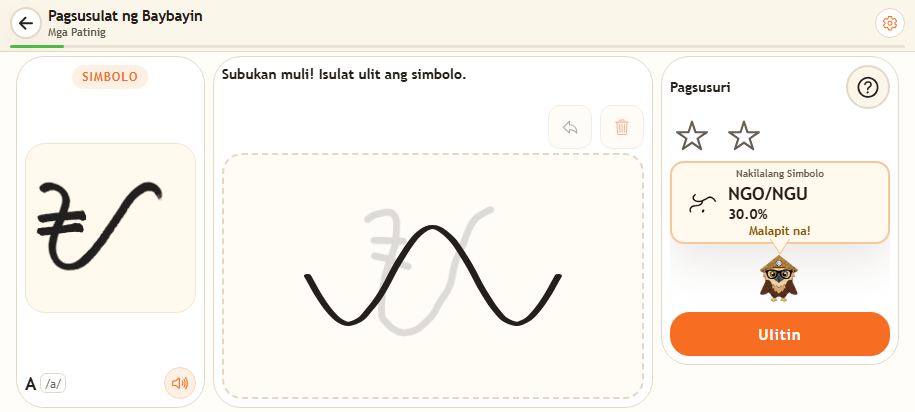 Pagsusulat ng Baybayin
Mga Patinig
SIMBOLO
ᜀ
A /a/
Subukan muli! Isulat ulit ang simbolo.
Pagsusuri
?
Nakilalang Simbolo
NGO/NGU
30.0%
Malapit na!
Ulitin